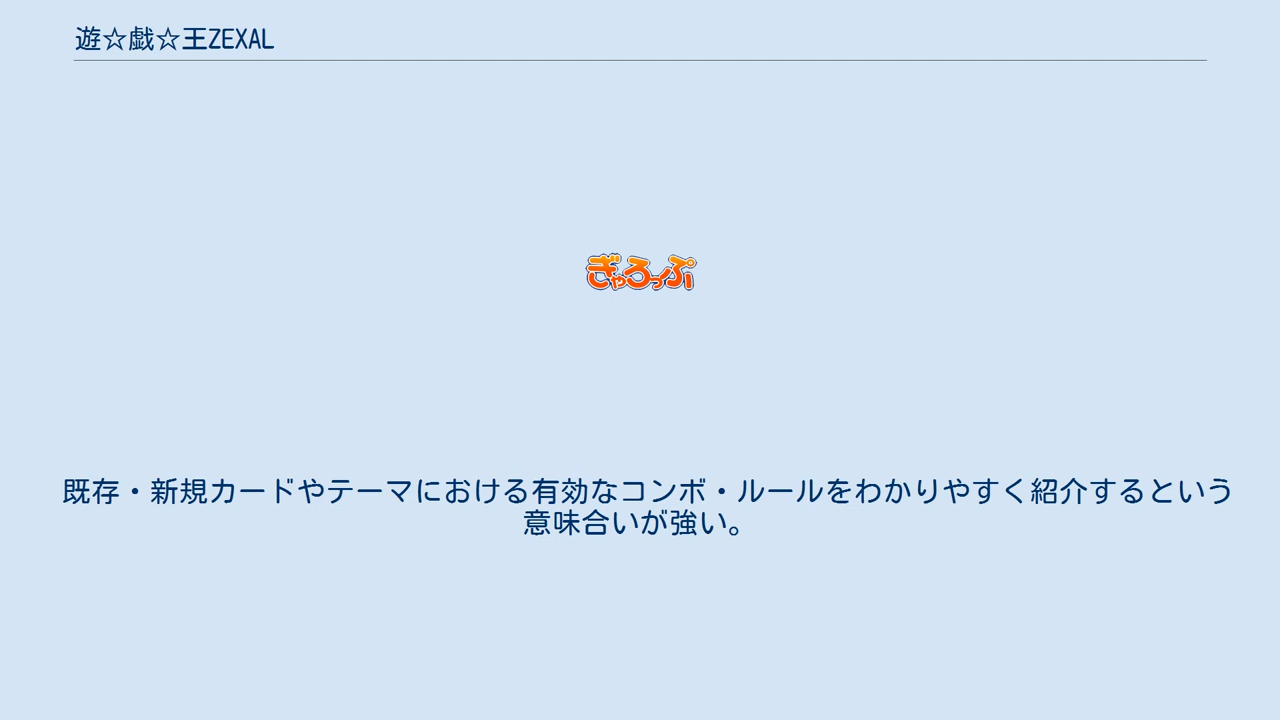 遊☆戯☆王ZEXAL
ぎゃろっぷ
既存・新規カードやテーマにおける有効なコンボ・ルールをわかりやすく紹介するという
意味合いが強い。